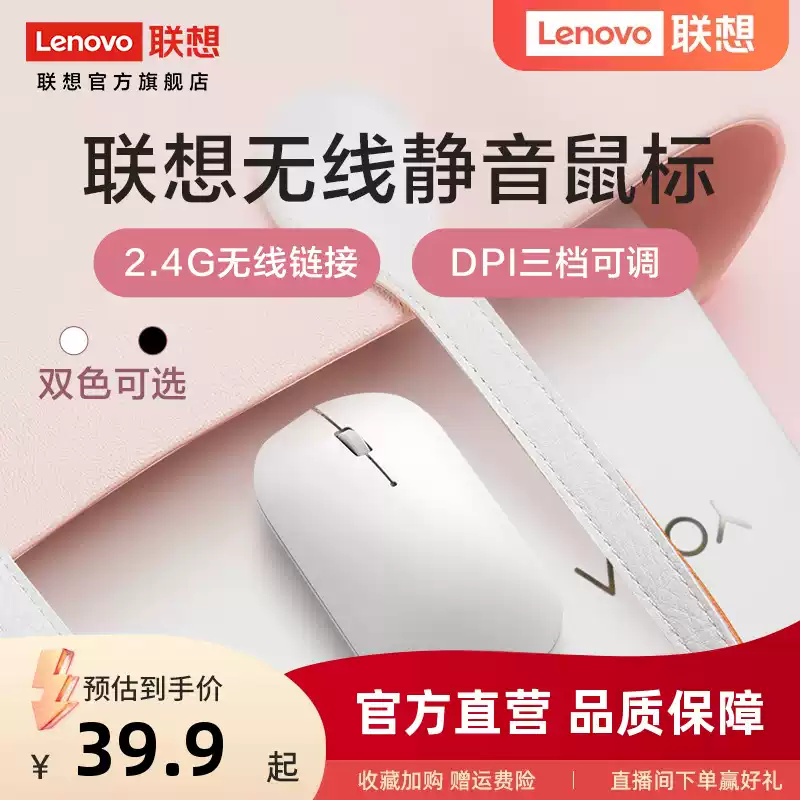 Lenovo 联想
联想官方旗舰店
Lenovo 联想
联想无线静音鼠标
2.4G无线链接
DPI三档可调
双色可选
预估到手价
¥ 39.9 起
官方直营 品质保障
收藏加购 赠运费险
直播间下单赢好礼